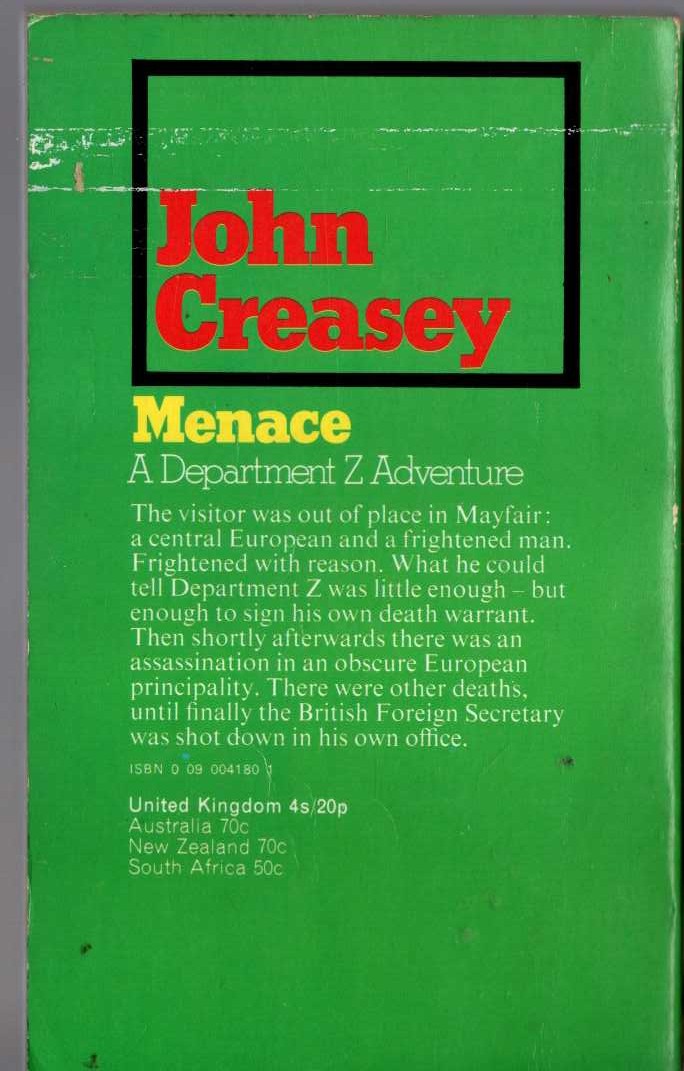 John
Creasey
Menace
A Department Z Adventure
The visitor was out of place in Mayfair:
a central European and a frightened man.
Frightened with reason. What he could
tell Department Z was little enough – but
enough to sign his own death warrant.
Then shortly afterwards there was an
assassination in an obscure European
principality. There were other deaths,
until finally the British Foreign Secretary
was shot down in his own office.
ISBN 0 09 004180 1
United Kingdom 4s/20p
Australia 70c
New Zealand 70c
South Africa 50c